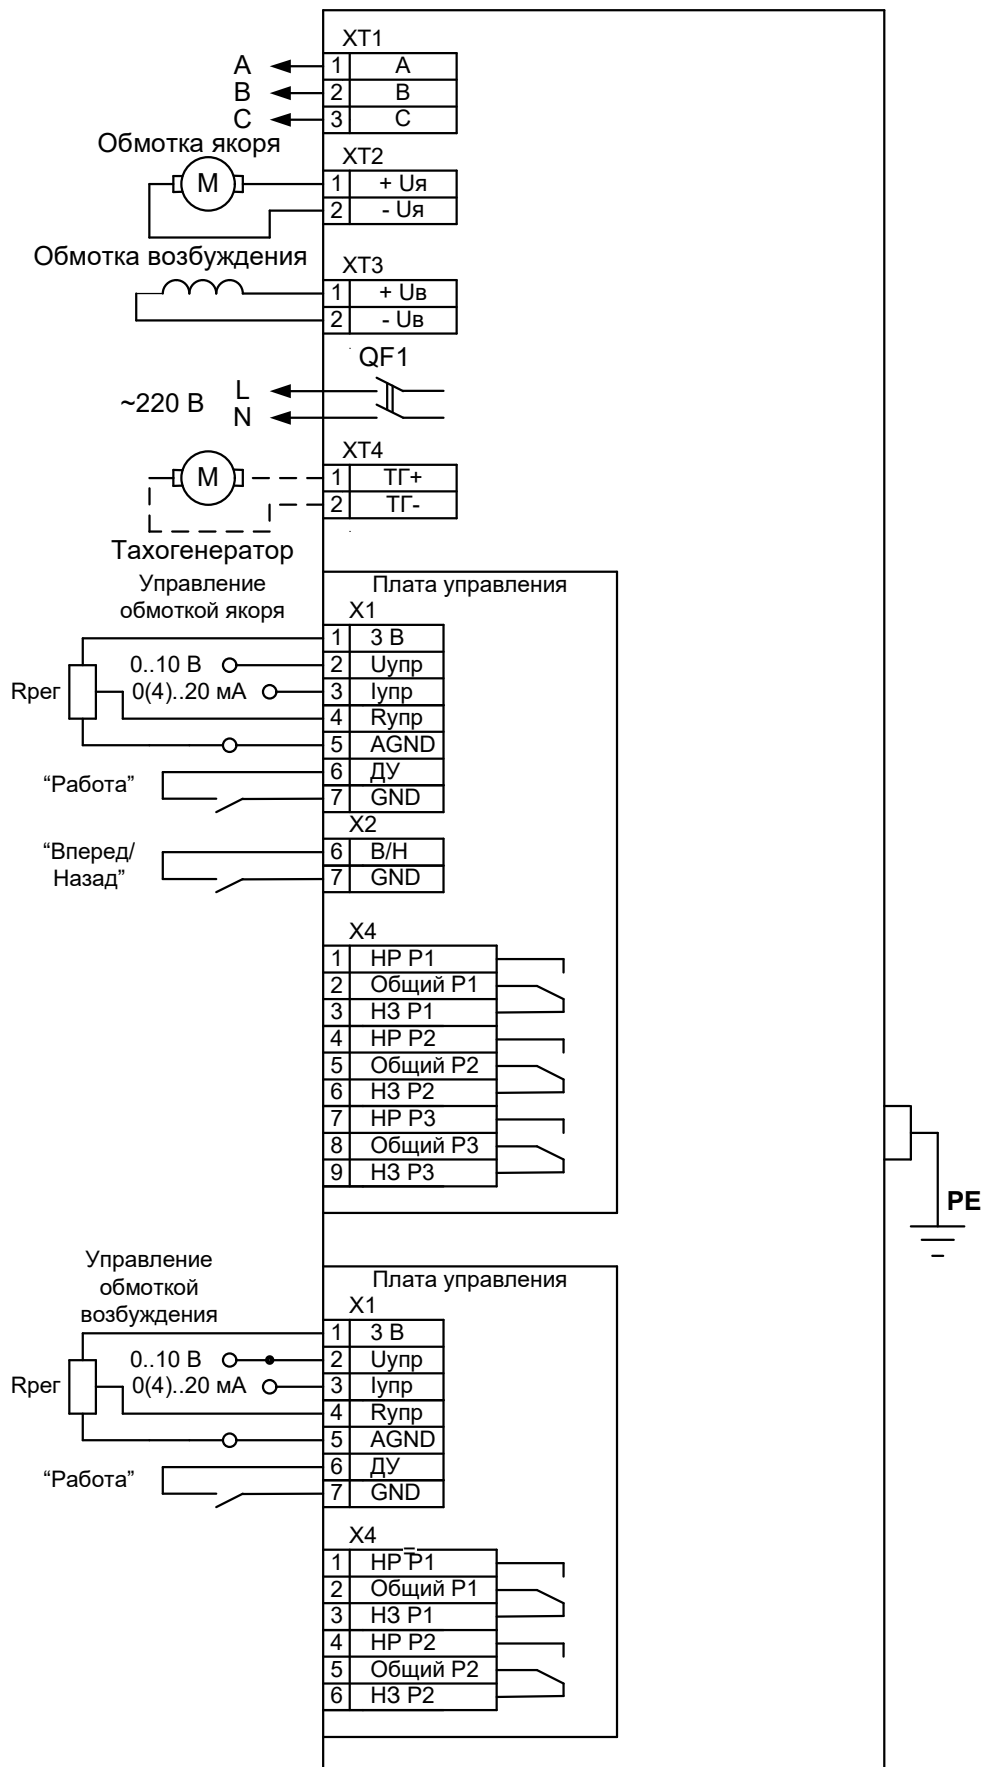 XT1
A 1 A
B 2 B
C 3 C
Обмотка якоря
М
XT2
1 + Uя
2 - Uя
Обмотка возбуждения
XT3
1 + Uв
2 - Uв
QF1
~220 В
L
N
XT4
М
1 ТГ+
2 ТГ-
Тахогенератор
Управление
обмоткой якоря
Плата управления
X1
1 3 В
0..10 В 2 Uупр
Rрег 0(4)..20 мА 3 Iупр
4 Rупр
5 AGND
“Работа” 6 ДУ
7 GND
X2
“Вперед/ 6 В/Н
Назад” 7 GND
X4
1 НР Р1
2 Общий Р1
3 НЗ Р1
4 НР Р2
5 Общий Р2
6 НЗ Р2
7 НР Р3
8 Общий Р3
9 НЗ Р3
PE
Управление
обмоткой
возбуждения
Плата управления
X1
1 3 В
0..10 В 2 Uупр
Rрег 0(4)..20 мА 3 Iупр
4 Rупр
5 AGND
“Работа” 6 ДУ
7 GND
X4
1 НР Р1
2 Общий Р1
3 НЗ Р1
4 НР Р2
5 Общий Р2
6 НЗ Р2